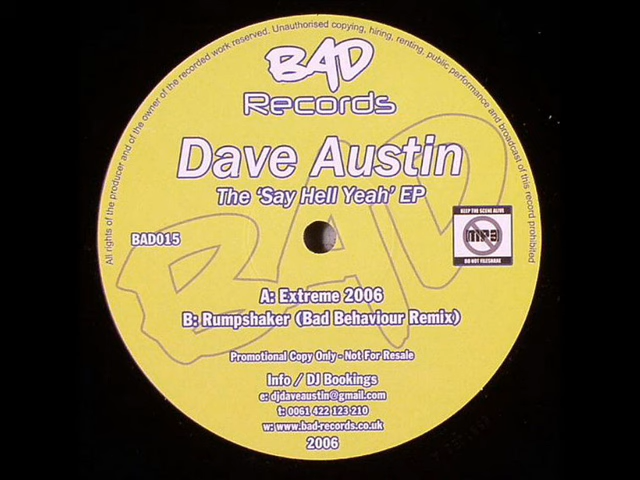 All rights of the producer and of the owner of the recorded work reserved. Unauthorised copying, hiring, renting, public performance and broadcast of this record prohibited
BAD
Records
Dave Austin
The 'Say Hell Yeah' EP
BAD
BAD015
KEEP THE SCENE ALIVE
MP3
DO NOT FILESHARE
A: Extreme 2006
B: Rumpshaker (Bad Behaviour Remix)
Promotional Copy Only - Not For Resale
Info / DJ Bookings
e: djdaveaustin@gmail.com
t: 0061 422 123 210
w: www.bad-records.co.uk
2006